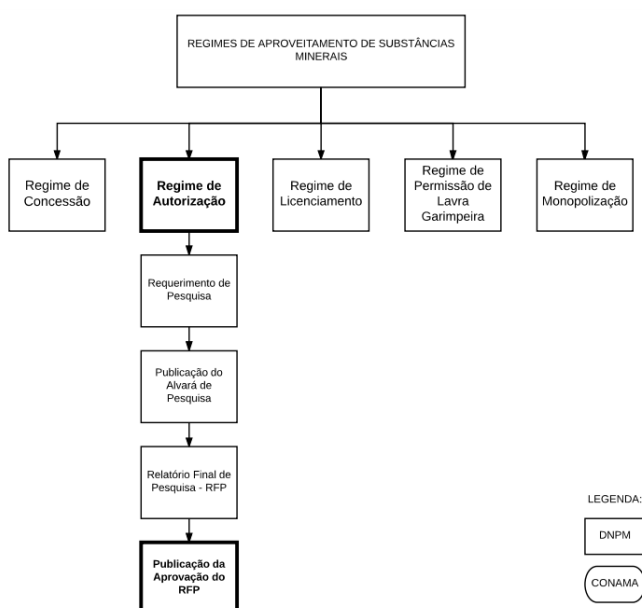 REGIMES DE APROVEITAMENTO DE SUBSTÂNCIAS
MINERAIS
Regime de
Concessão
Regime de
Autorização
Regime de
Licenciamento
Regime de
Permissão de
Lavra
Garimpeira
Regime de
Monopolização
Requerimento de
Pesquisa
Publicação do
Alvará de
Pesquisa
Relatório Final de
Pesquisa - RFP
Publicação da
Aprovação do
RFP
LEGENDA:
DNPM
CONAMA